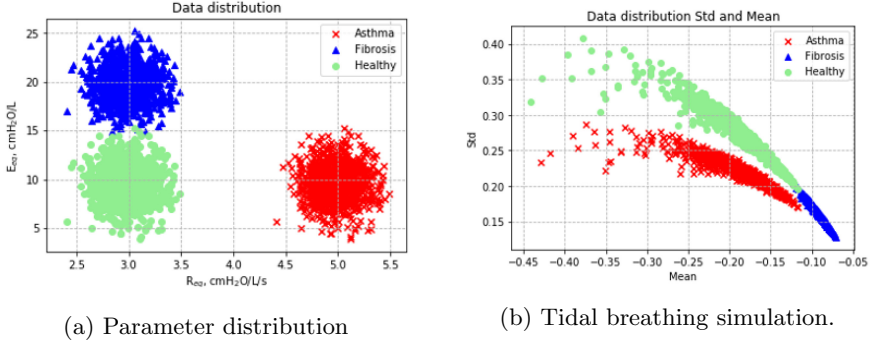 Data distribution
25
20
15
10
5
E_eq, cmH₂O/L
2.5 3.0 3.5 4.0 4.5 5.0 5.5
R_eq, cmH₂O/L/s
Asthma
Fibrosis
Healthy
(a) Parameter distribution
Data distribution Std and Mean
0.40
0.35
0.30
0.25
0.20
0.15
Std
−0.45 −0.40 −0.35 −0.30 −0.25 −0.20 −0.15 −0.10 −0.05
Mean
Asthma
Fibrosis
Healthy
(b) Tidal breathing simulation.